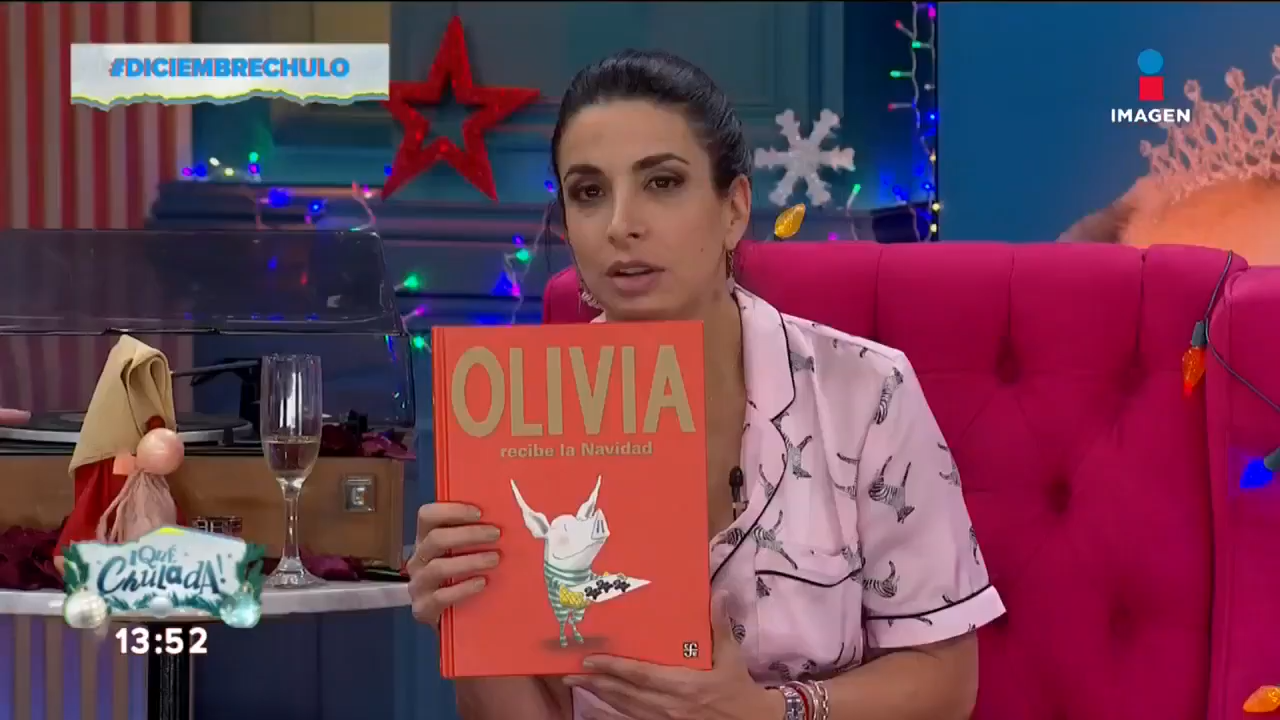 #DICIEMBRECHULO
IMAGEN
OLIVIA
recibe la Navidad
¡QUÉ
ChuladA!
13:52